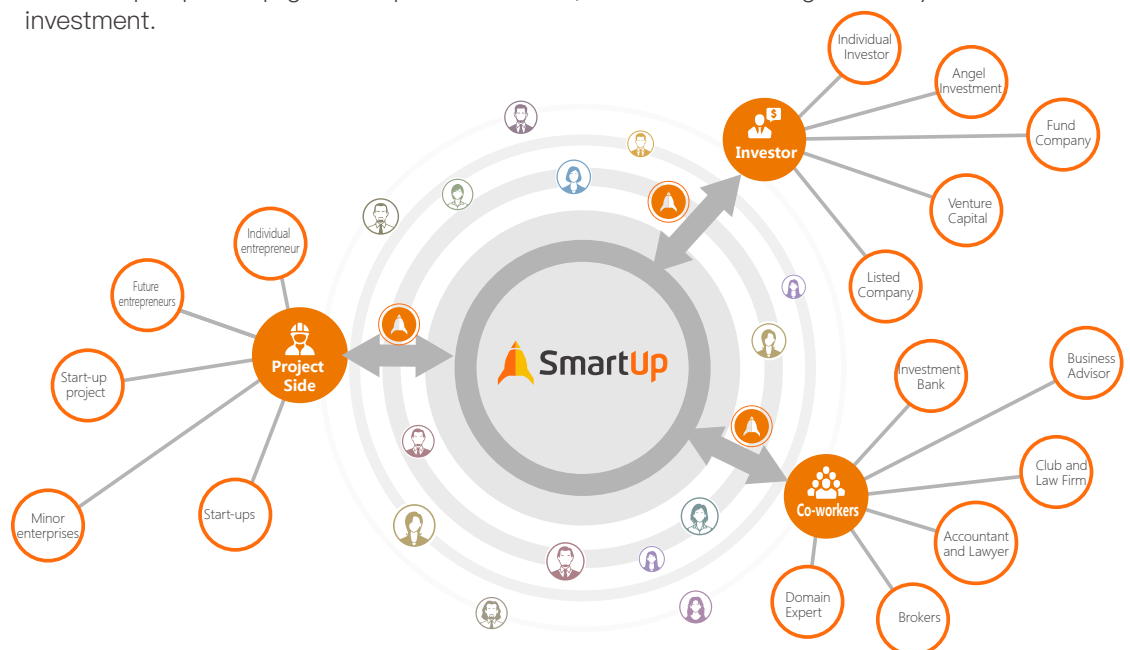 investment.
Individual
Investor
Angel
Investment
Fund
Company
$
Investor
Venture
Capital
Listed
Company
Individual
entrepreneur
Future
entrepreneurs
Project
Side
Start-up
project
Minor
enterprises
Start-ups
SmartUp
Investment
Bank
Business
Advisor
Club and
Law Firm
Co-workers
Accountant
and Lawyer
Domain
Expert
Brokers